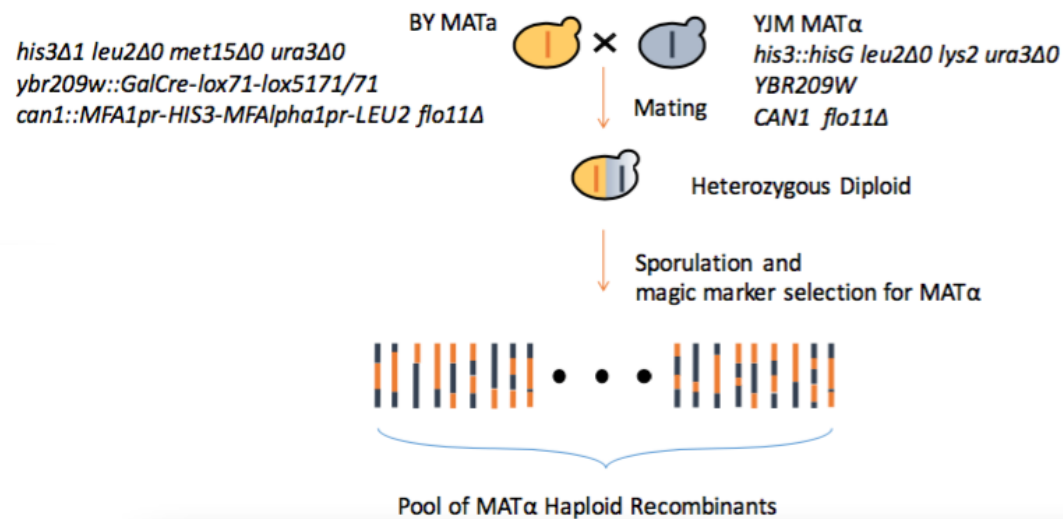 BY MATa
his3Δ1 leu2Δ0 met15Δ0 ura3Δ0
ybr209w::GalCre-lox71-lox5171/71
can1::MFA1pr-HIS3-MFAlpha1pr-LEU2 flo11Δ
YJM MATα
his3::hisG leu2Δ0 lys2 ura3Δ0
YBR209W
CAN1 flo11Δ
Mating
Heterozygous Diploid
Sporulation and
magic marker selection for MATα
Pool of MATα Haploid Recombinants